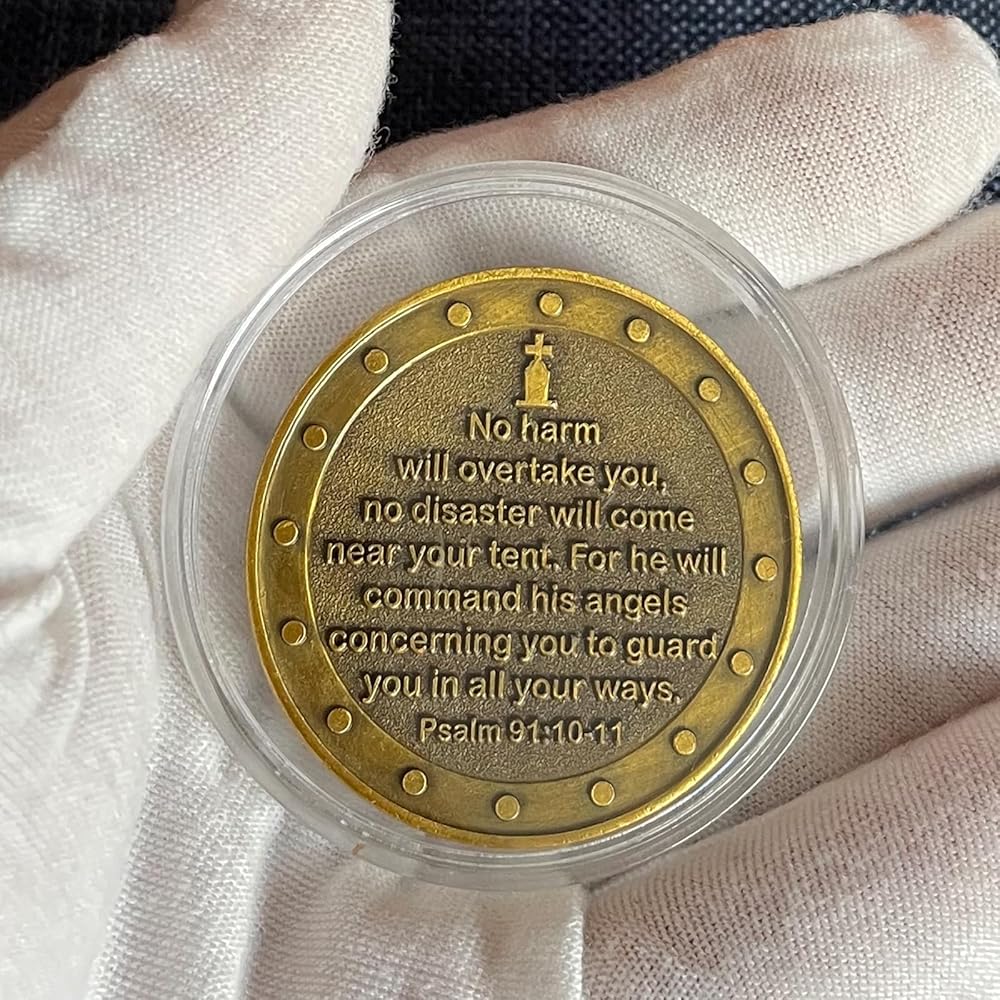 No harm
will overtake you,
no disaster will come
near your tent. For he will
command his angels
concerning you to guard
you in all your ways.
Psalm 91:10-11